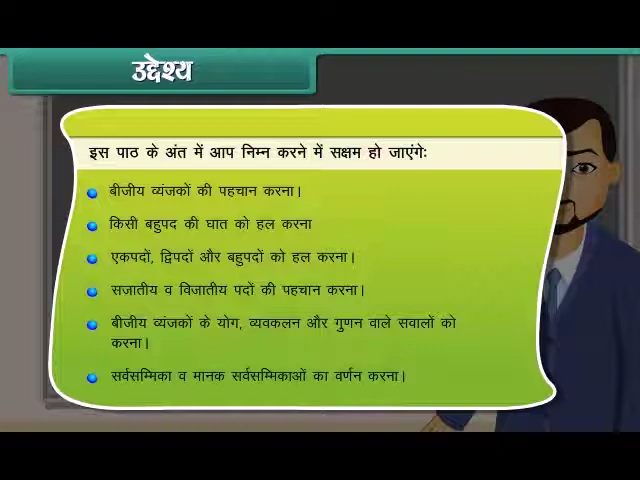 उद्देश्य
इस पाठ के अंत में आप निम्न करने में सक्षम हो जाएंगेः
बीजीय व्यंजकों की पहचान करना।
किसी बहुपद की घात को हल करना
एकपदों, द्विपदों और बहुपदों को हल करना।
सजातीय व विजातीय पदों की पहचान करना।
बीजीय व्यंजकों के योग, व्यवकलन और गुणन वाले सवालों को
करना।
सर्वसम्मिका व मानक सर्वसम्मिकाओं का वर्णन करना।